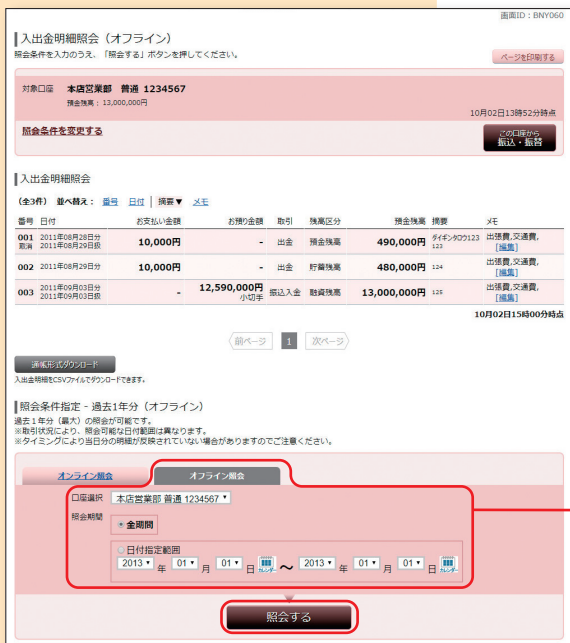 画面ID：BNY060
入出金明細照会（オフライン）
照会条件を入力のうえ、「照会する」ボタンを押してください。
ページを印刷する
対象口座 本店営業部 普通 1234567
預金残高：13,000,000円
10月02日13時52分時点
照会条件を変更する
この口座から
振込・振替
入出金明細照会
（全3件） 並べ替え： 番号 日付 摘要▼ メモ
番号 日付 お支払い金額 お預り金額 取引 残高区分 預金残高 摘要 メモ
001 2011年08月28日分 10,000円 - 出金 預金残高 490,000円 ダイギンタロウ123 出張費,交通費,
取消 2011年08月29日扱 123 [編集]
002 2011年08月29日分 10,000円 - 出金 貯蓄残高 480,000円 124 出張費,交通費,
[編集]
003 2011年09月03日分 - 12,590,000円 振込入金 融資残高 13,000,000円 125 出張費,交通費,
2011年09月03日扱 小切手 [編集]
10月02日15時00分時点
前ページ 1 次ページ
通帳形式ダウンロード
入出金明細をCSVファイルでダウンロードできます。
照会条件指定 - 過去1年分（オフライン）
過去1年分（最大）の照会が可能です。
※取引状況により、照会可能な日付範囲は異なります。
※タイミングにより当日分の明細が反映されていない場合がありますのでご注意ください。
オンライン照会 オフライン照会
口座選択 本店営業部 普通 1234567
照会期間 全期間
日付指定範囲
2013 年 01 月 01 日 カレンダー ～ 2013 年 01 月 01 日 カレンダー
照会する